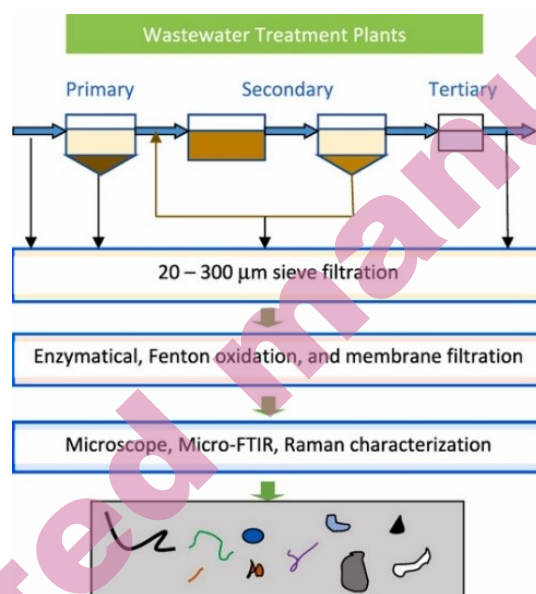 Wastewater Treatment Plants
Primary Secondary Tertiary
20 – 300 μm sieve filtration
Enzymatical, Fenton oxidation, and membrane filtration
Microscope, Micro-FTIR, Raman characterization